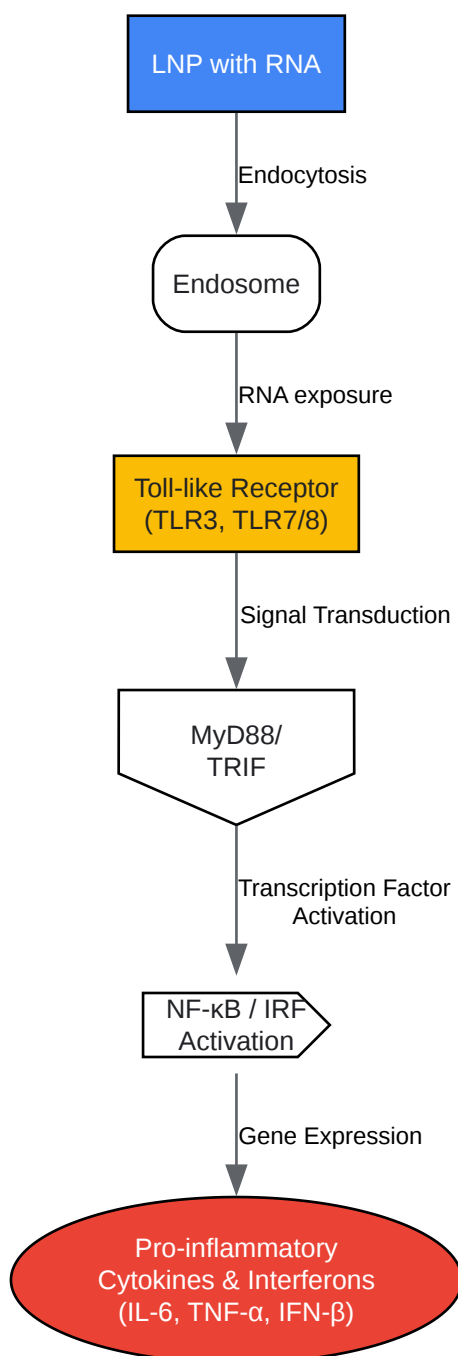 LNP with RNA
Endocytosis
Endosome
RNA exposure
Toll-like Receptor
(TLR3, TLR7/8)
Signal Transduction
MyD88/
TRIF
Transcription Factor
Activation
NF-κB / IRF
Activation
Gene Expression
Pro-inflammatory
Cytokines & Interferons
(IL-6, TNF-α, IFN-β)